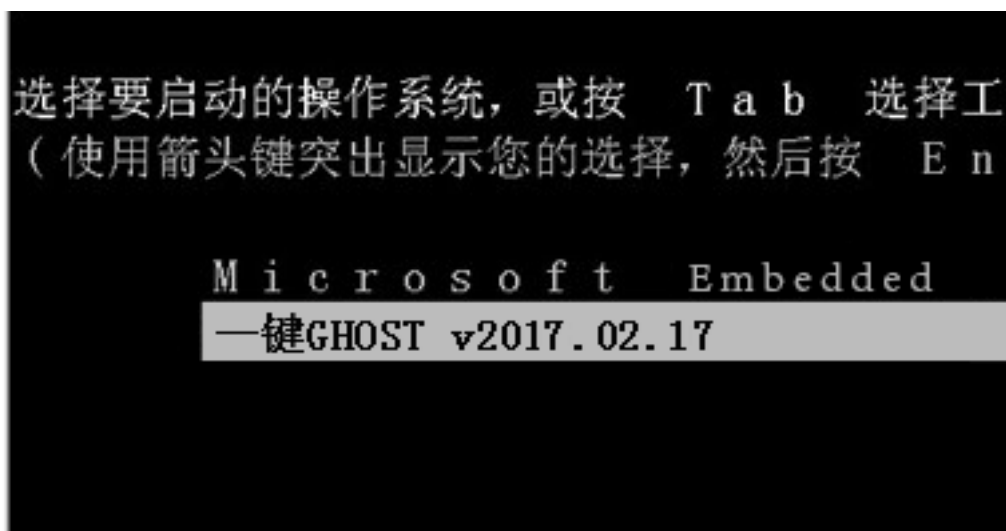 选择要启动的操作系统，或按 Tab 选择工
(使用箭头键突出显示您的选择，然后按 En
Microsoft Embedded
一键GHOST v2017.02.17